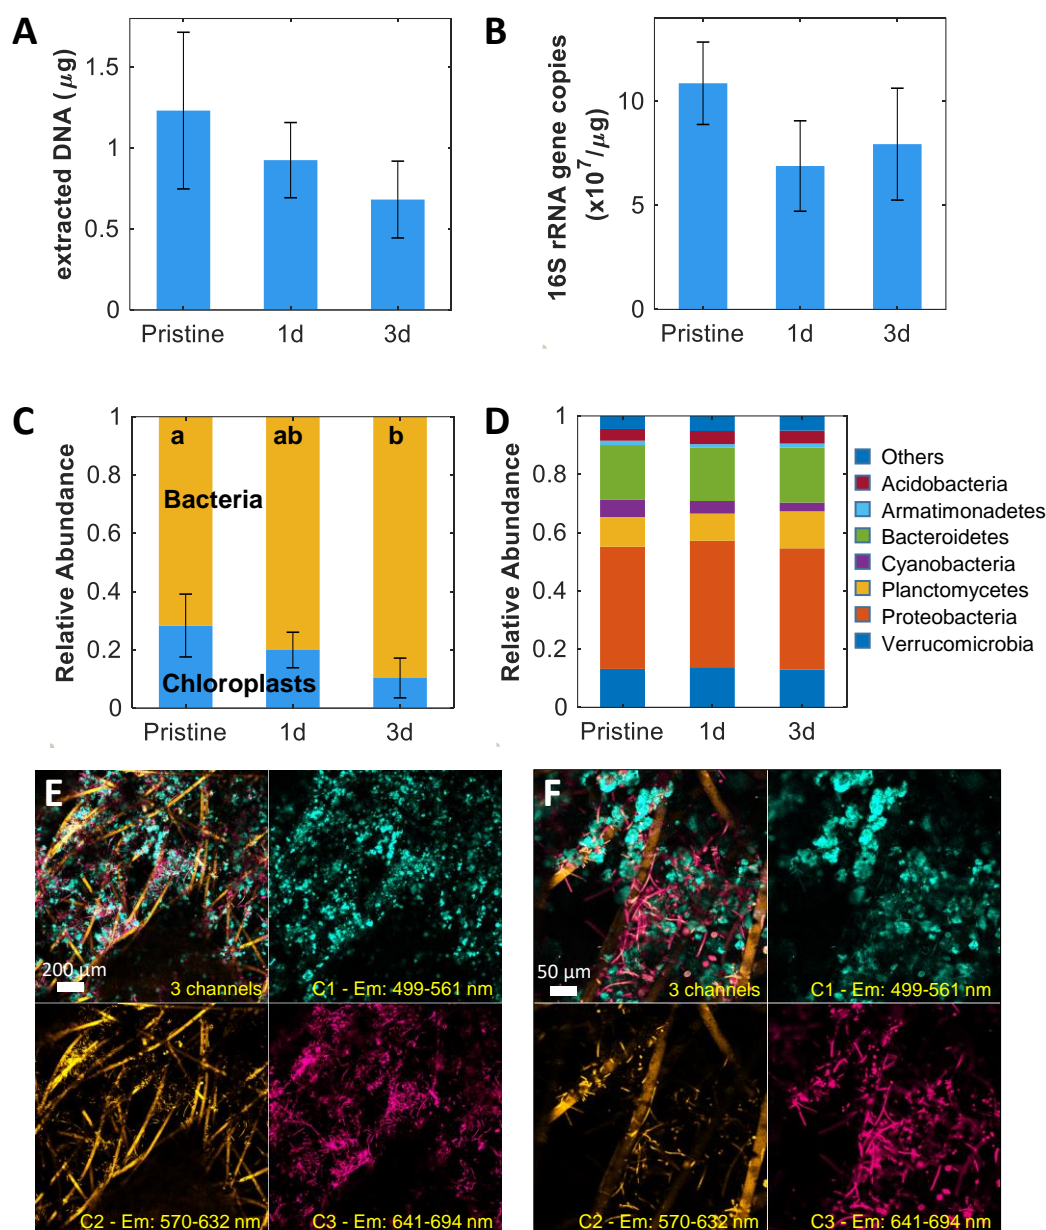 A
extracted DNA (µg)
1.5
1
0.5
0
Pristine 1d 3d
B
16S rRNA gene copies
(x10⁷/µg)
10
5
0
Pristine 1d 3d
C
Relative Abundance
1
0.8
0.6
0.4
0.2
0
a ab b
Bacteria
Chloroplasts
Pristine 1d 3d
D
Relative Abundance
1
0.8
0.6
0.4
0.2
0
Pristine 1d 3d
Others
Acidobacteria
Armatimonadetes
Bacteroidetes
Cyanobacteria
Planctomycetes
Proteobacteria
Verrucomicrobia
E
200 µm
3 channels
C1 - Em: 499-561 nm
C2 - Em: 570-632 nm
C3 - Em: 641-694 nm
F
50 µm
3 channels
C1 - Em: 499-561 nm
C2 - Em: 570-632 nm
C3 - Em: 641-694 nm